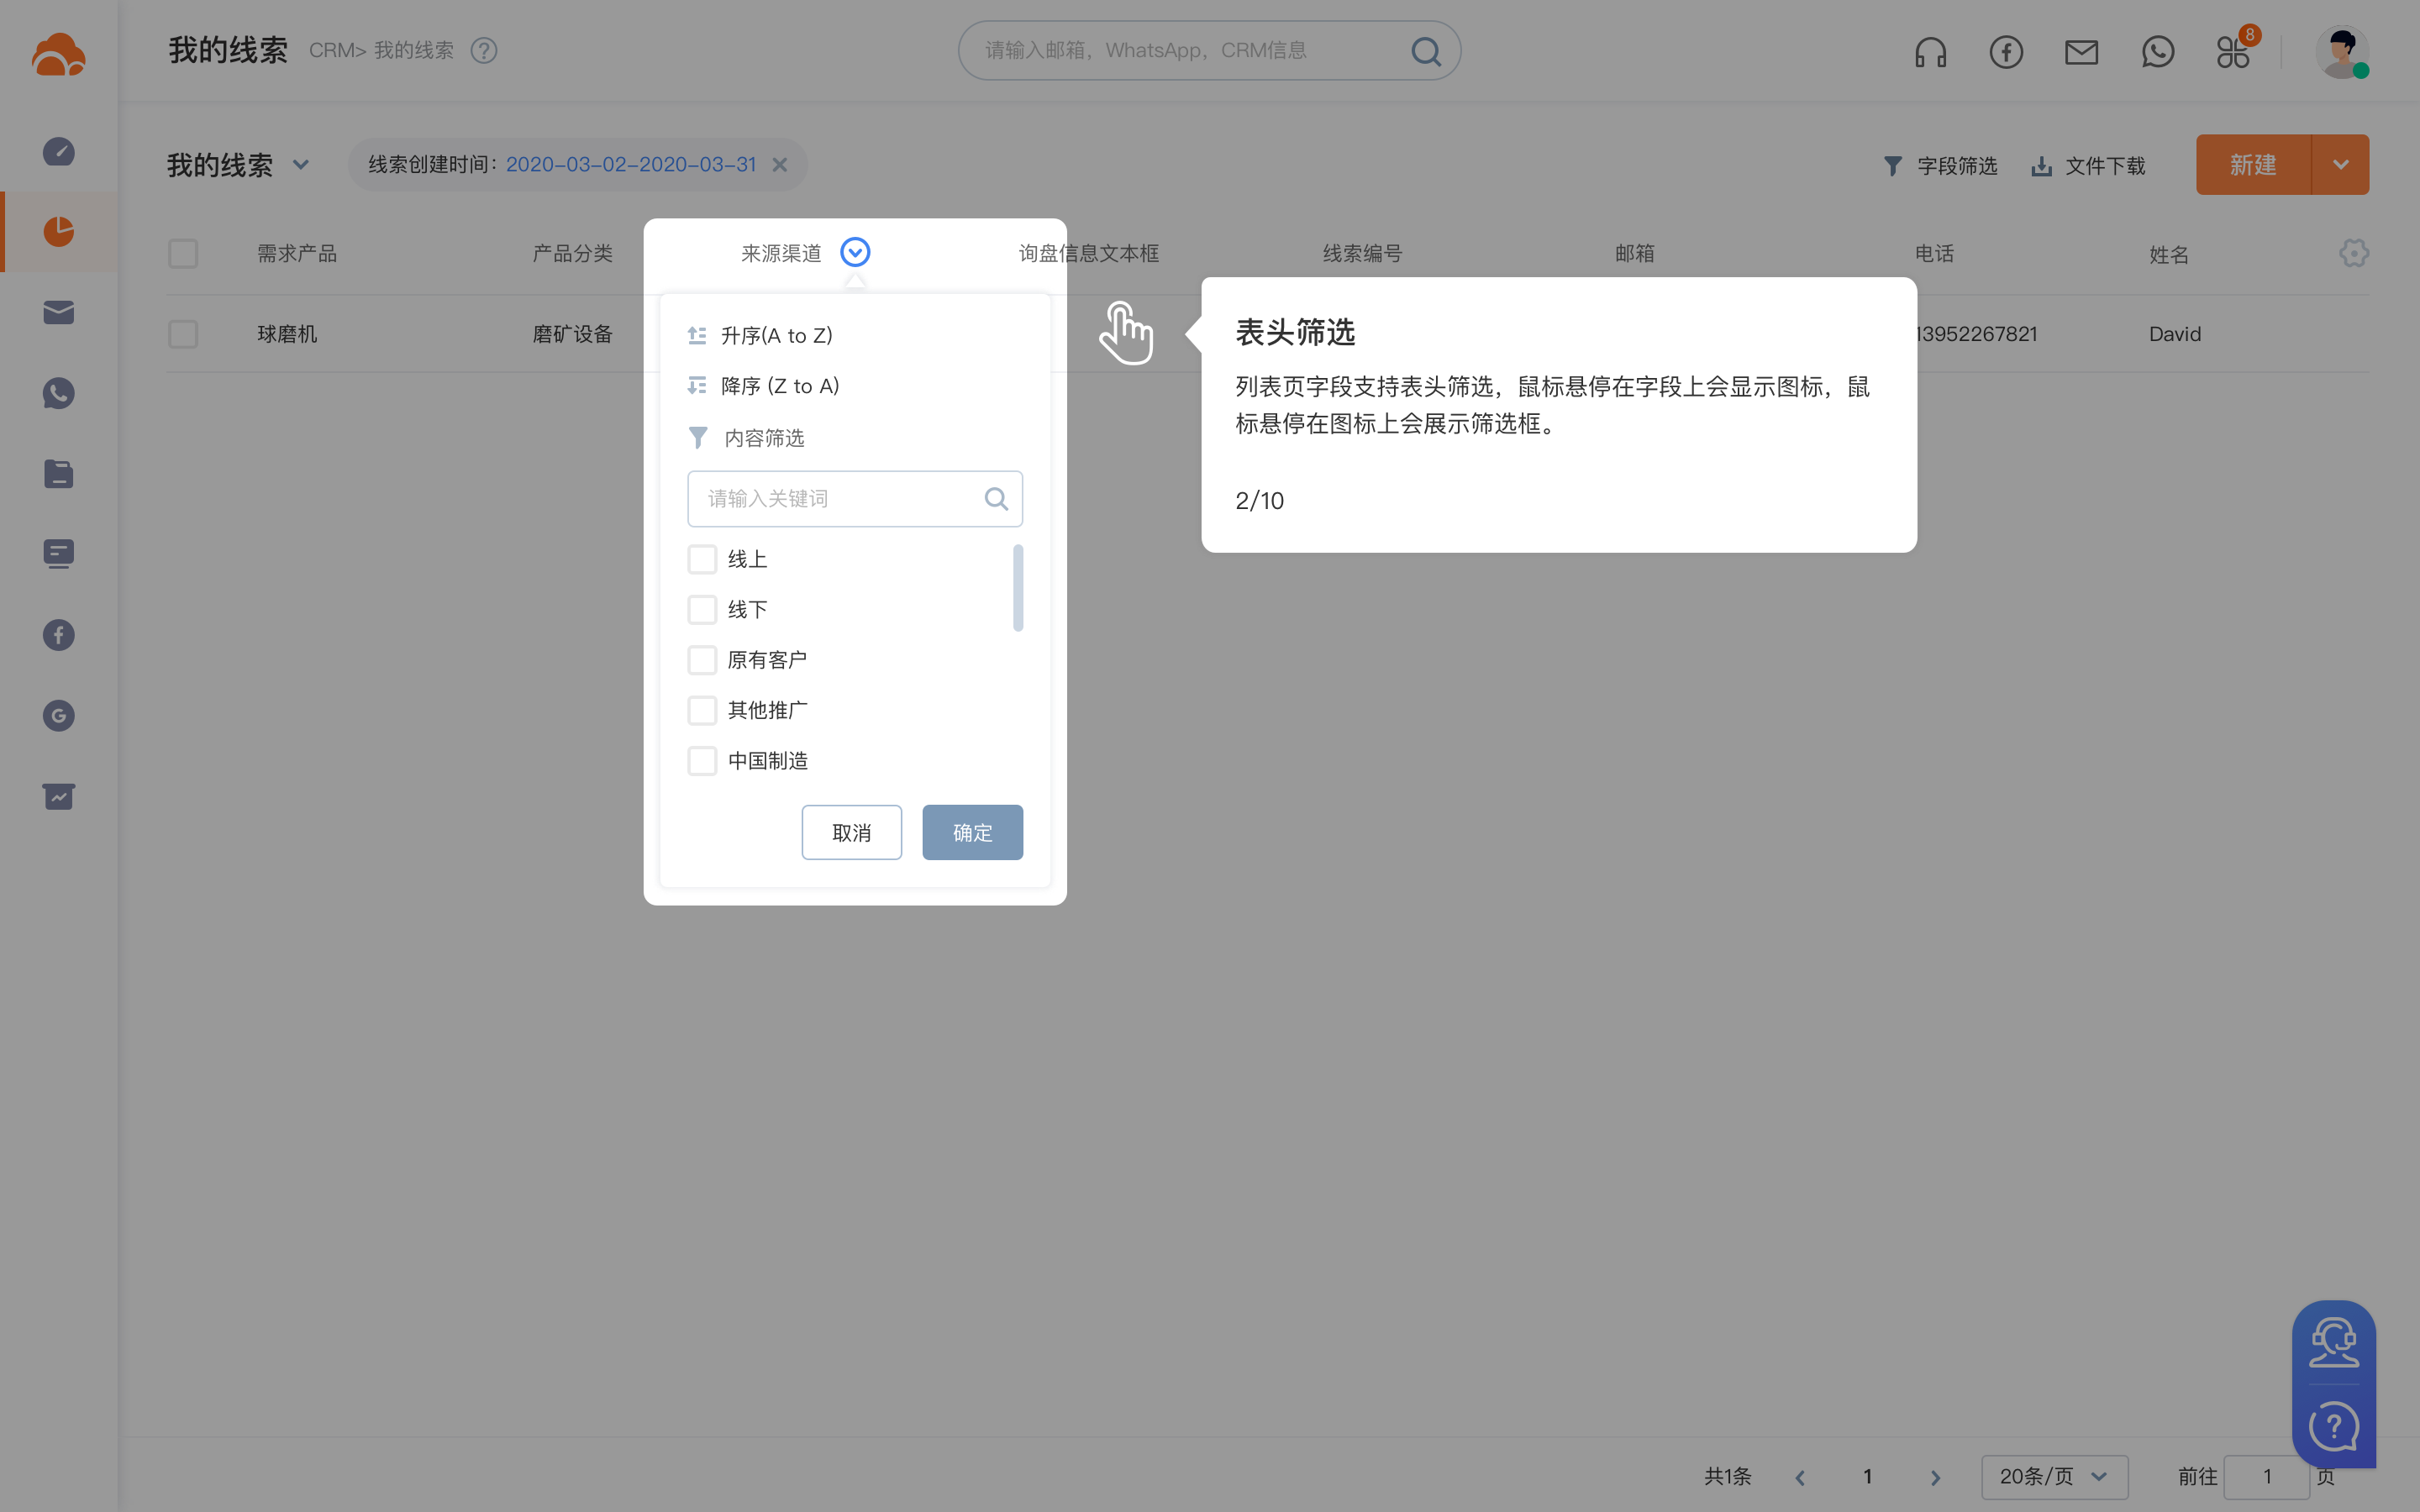 我的线索 CRM> 我的线索
请输入邮箱，WhatsApp，CRM信息
8
我的线索
线索创建时间：2020-03-02-2020-03-31
字段筛选
文件下载
新建
需求产品 产品分类 来源渠道 询盘信息文本框 线索编号 邮箱 电话 姓名
球磨机 磨矿设备 13952267821 David
升序(A to Z)
降序 (Z to A)
内容筛选
请输入关键词
线上
线下
原有客户
其他推广
中国制造
取消 确定
表头筛选
列表页字段支持表头筛选，鼠标悬停在字段上会显示图标，鼠
标悬停在图标上会展示筛选框。
2/10
共1条 1 20条/页 前往 1 页